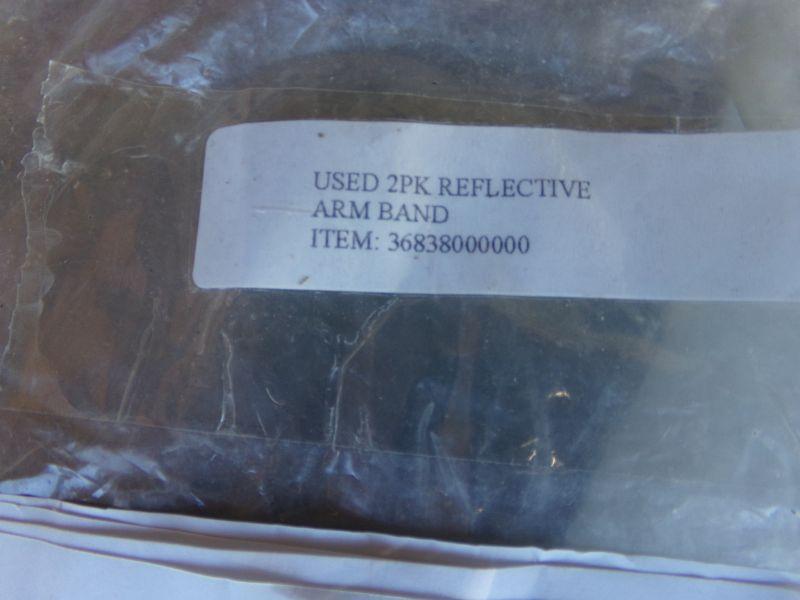 USED 2PK REFLECTIVE
ARM BAND
ITEM: 36838000000